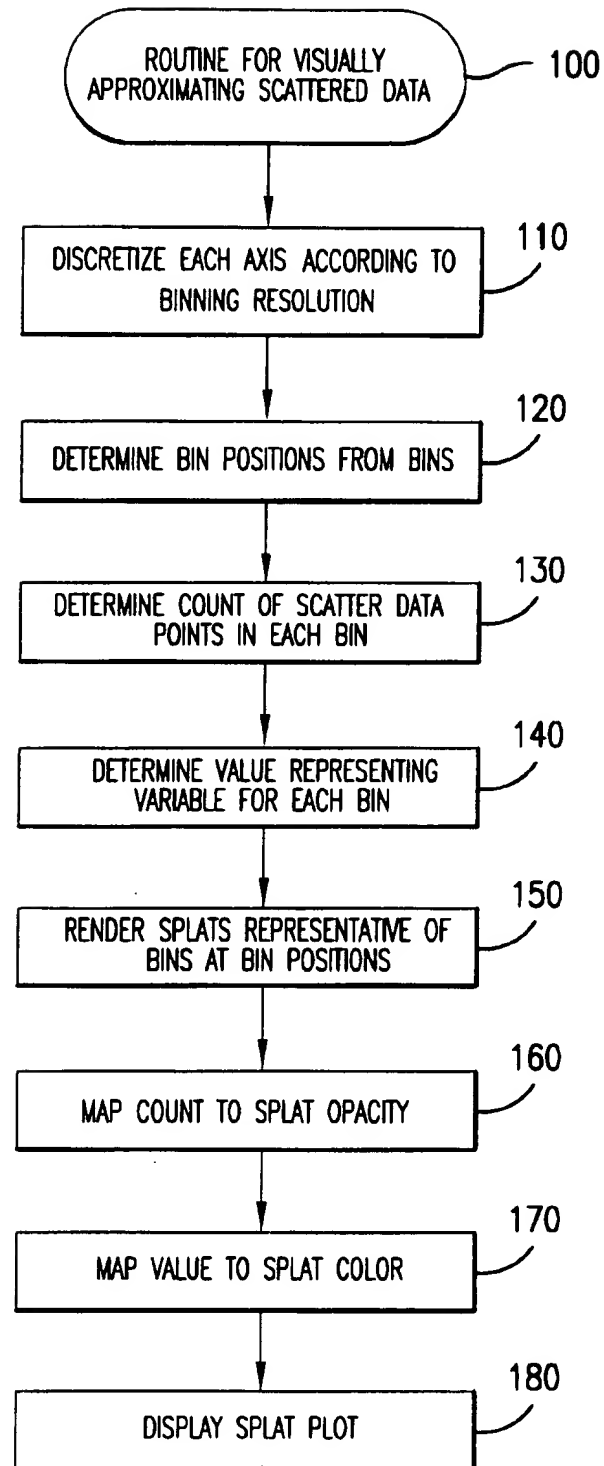 ROUTINE FOR VISUALLY
APPROXIMATING SCATTERED DATA
100
DISCRETIZE EACH AXIS ACCORDING TO
BINNING RESOLUTION
110
DETERMINE BIN POSITIONS FROM BINS
120
DETERMINE COUNT OF SCATTER DATA
POINTS IN EACH BIN
130
DETERMINE VALUE REPRESENTING
VARIABLE FOR EACH BIN
140
RENDER SPLATS REPRESENTATIVE OF
BINS AT BIN POSITIONS
150
MAP COUNT TO SPLAT OPACITY
160
MAP VALUE TO SPLAT COLOR
170
DISPLAY SPLAT PLOT
180